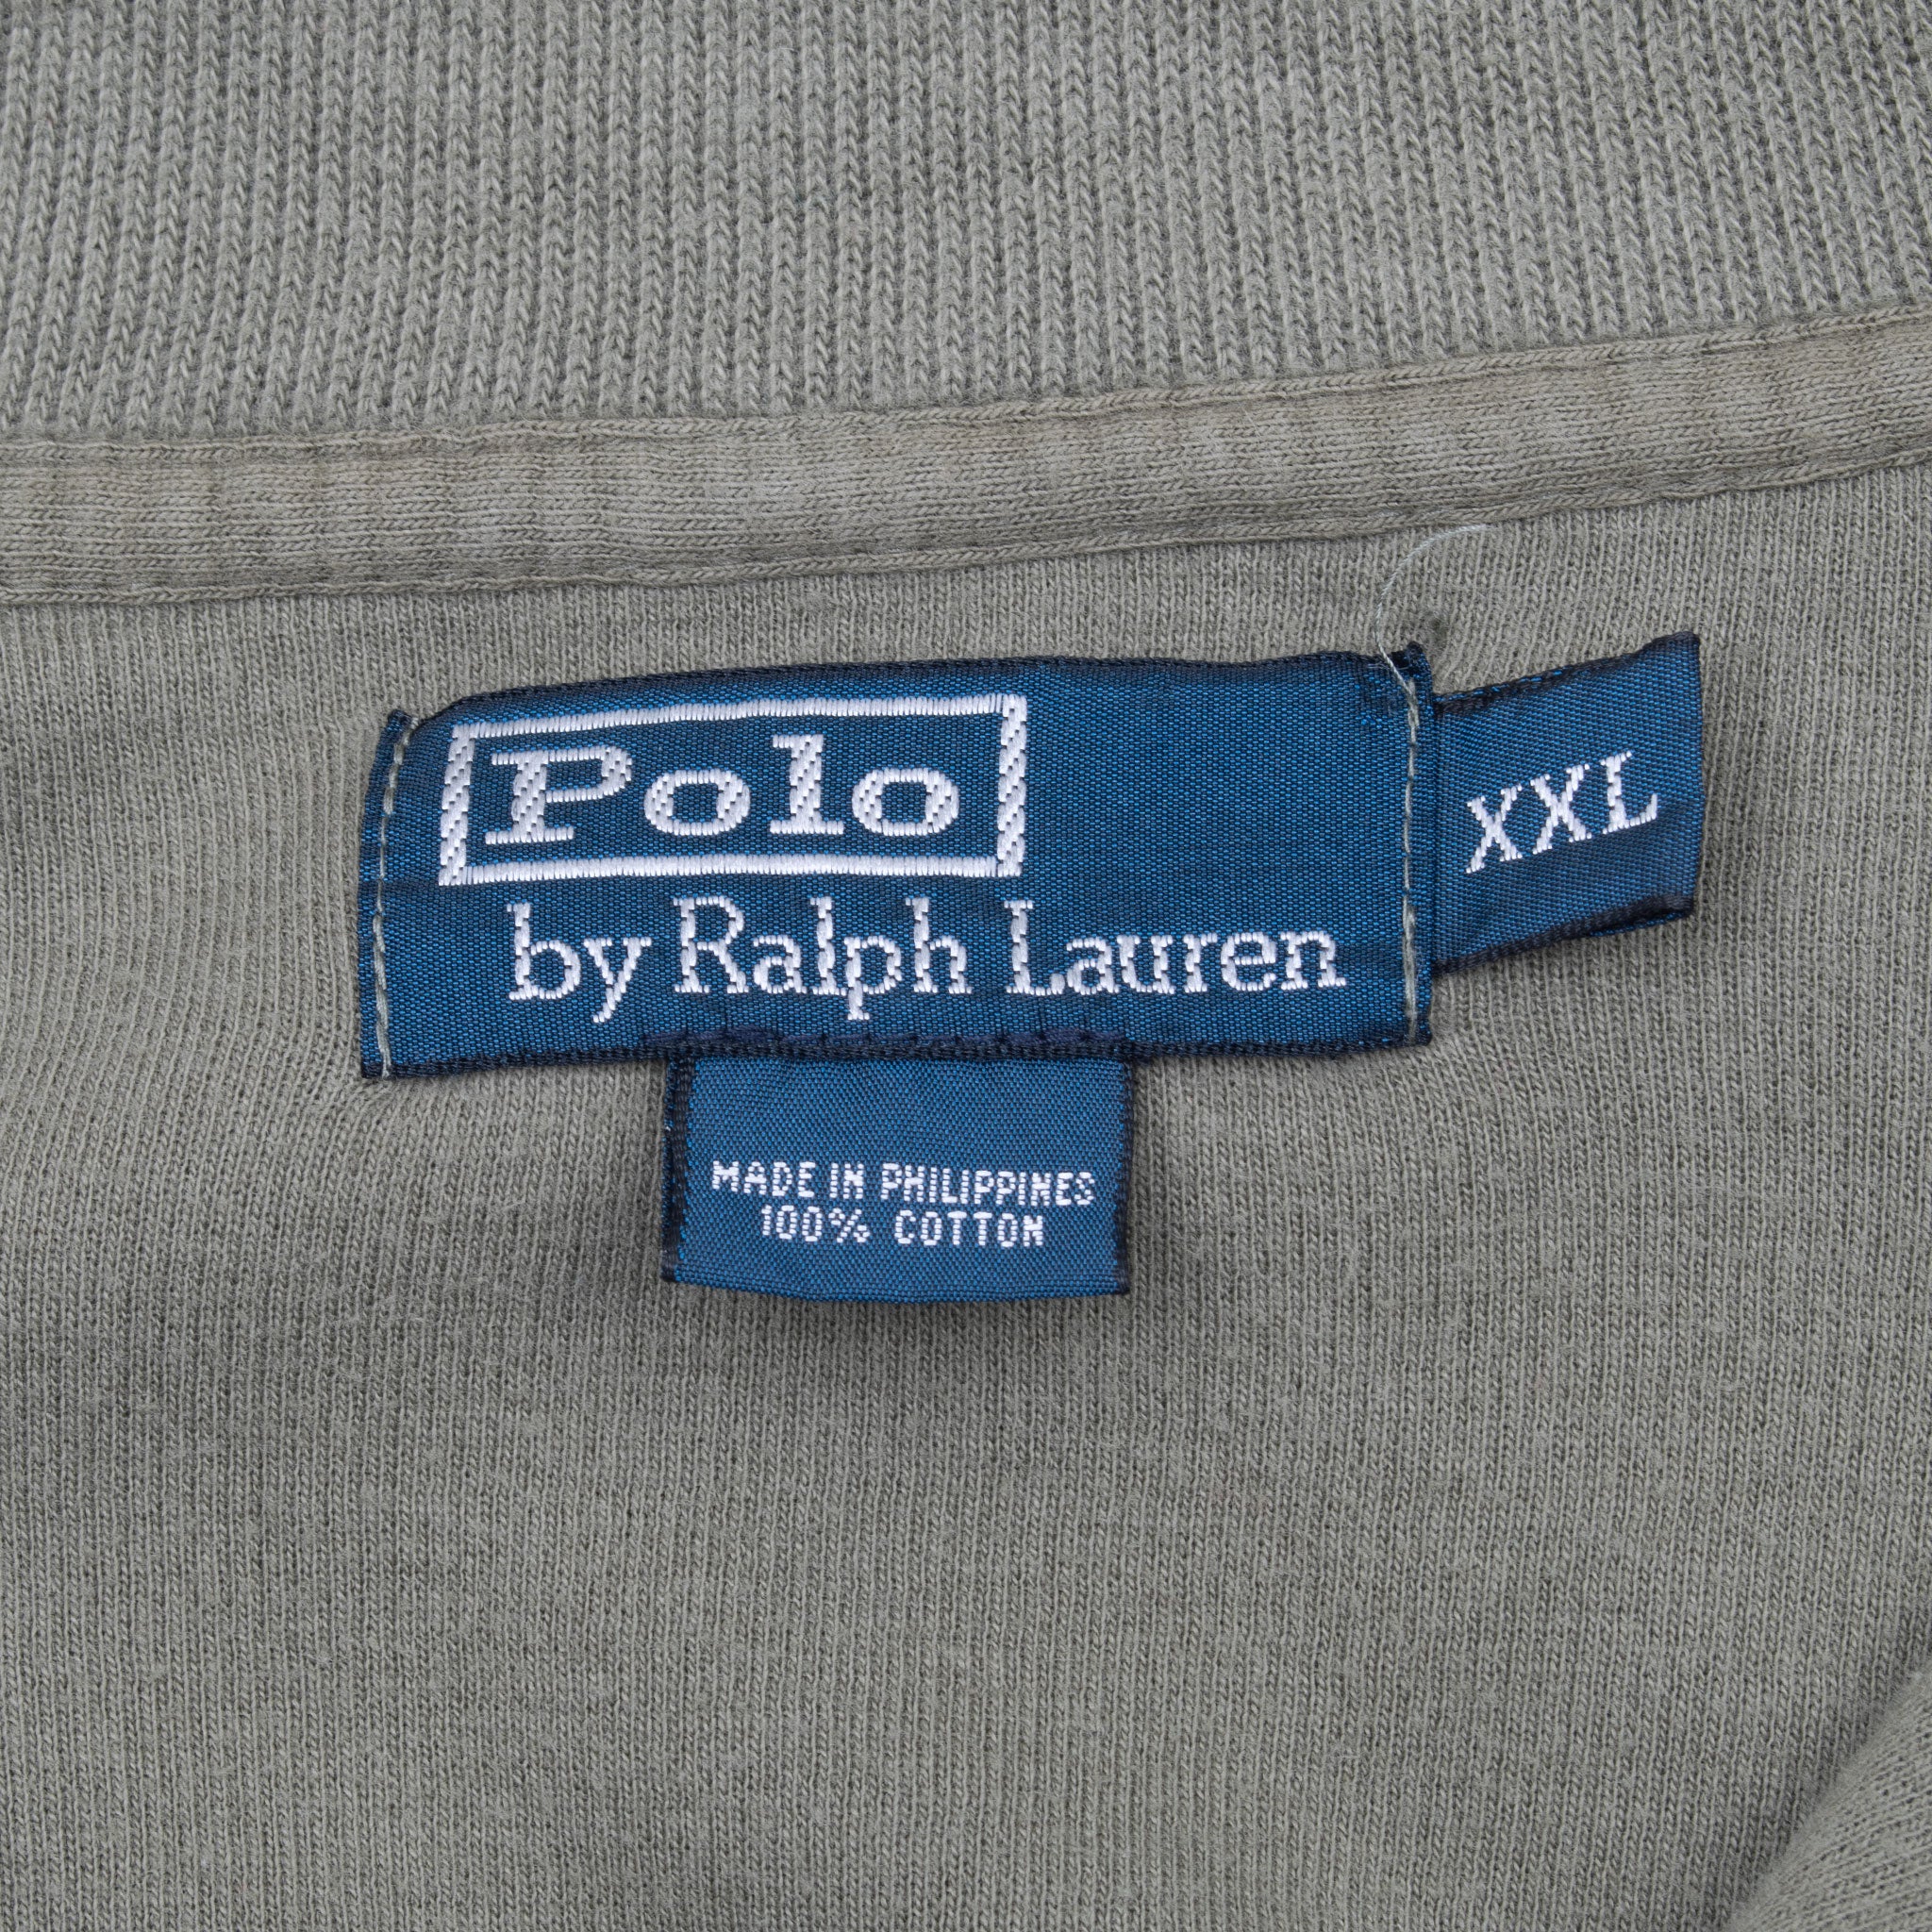 Polo
by Ralph Lauren
XXL
MADE IN PHILIPPINES
100% COTTON